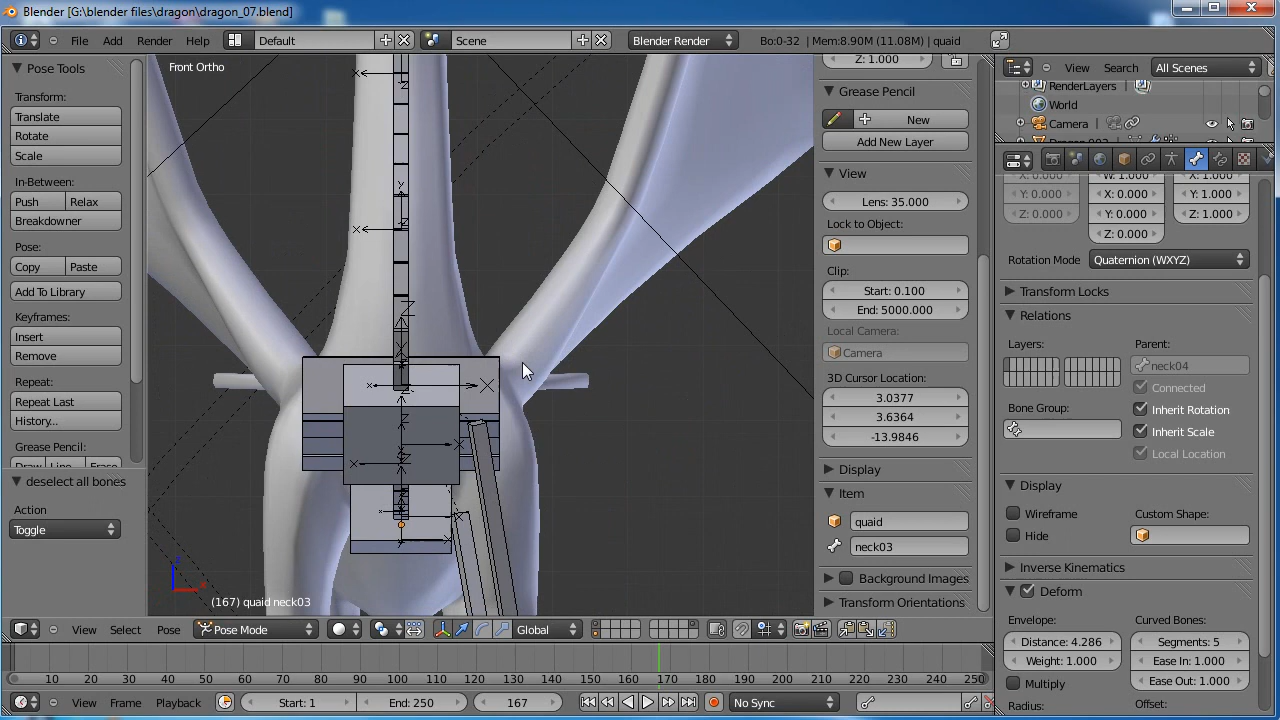 Blender [G:\blender files\dragon\dragon_07.blend]
File Add Render Help Default Scene Blender Render Bo:0-32 | Mem:8.90M (11.08M) | quaid
Pose Tools
Transform:
Translate
Rotate
Scale
In-Between:
Push Relax
Breakdowner
Pose:
Copy Paste
Add To Library
Keyframes:
Insert
Remove
Repeat:
Repeat Last
History...
Grease Pencil:
Draw Line Erase
deselect all bones
Action
Toggle
Front Ortho
(167) quaid neck03
Z: 1.000
Grease Pencil
New
Add New Layer
View
Lens: 35.000
Lock to Object:
Clip:
Start: 0.100
End: 5000.000
Local Camera:
Camera
3D Cursor Location:
3.0377
3.6364
-13.9846
Display
Item
quaid
neck03
Background Images
Transform Orientations
View Search All Scenes
RenderLayers
World
Camera
X: 0.000 W: 1.000 X: 1.000
Y: 0.000 X: 0.000 Y: 1.000
Z: 0.000 Y: 0.000 Z: 1.000
Z: 0.000
Rotation Mode Quaternion (WXYZ)
Transform Locks
Relations
Layers: Parent:
neck04
Connected
Bone Group: Inherit Rotation
Inherit Scale
Local Location
Display
Wireframe Custom Shape:
Hide
Inverse Kinematics
Deform
Envelope: Curved Bones:
Distance: 4.286 Segments: 5
Weight: 1.000 Ease In: 1.000
Multiply Ease Out: 1.000
Radius: Offset:
View Select Pose Pose Mode Global
10 20 30 40 50 60 70 80 90 100 110 120 130 140 150 160 170 180 190 200 210 220 230 240 250
View Frame Playback Start: 1 End: 250 167 No Sync